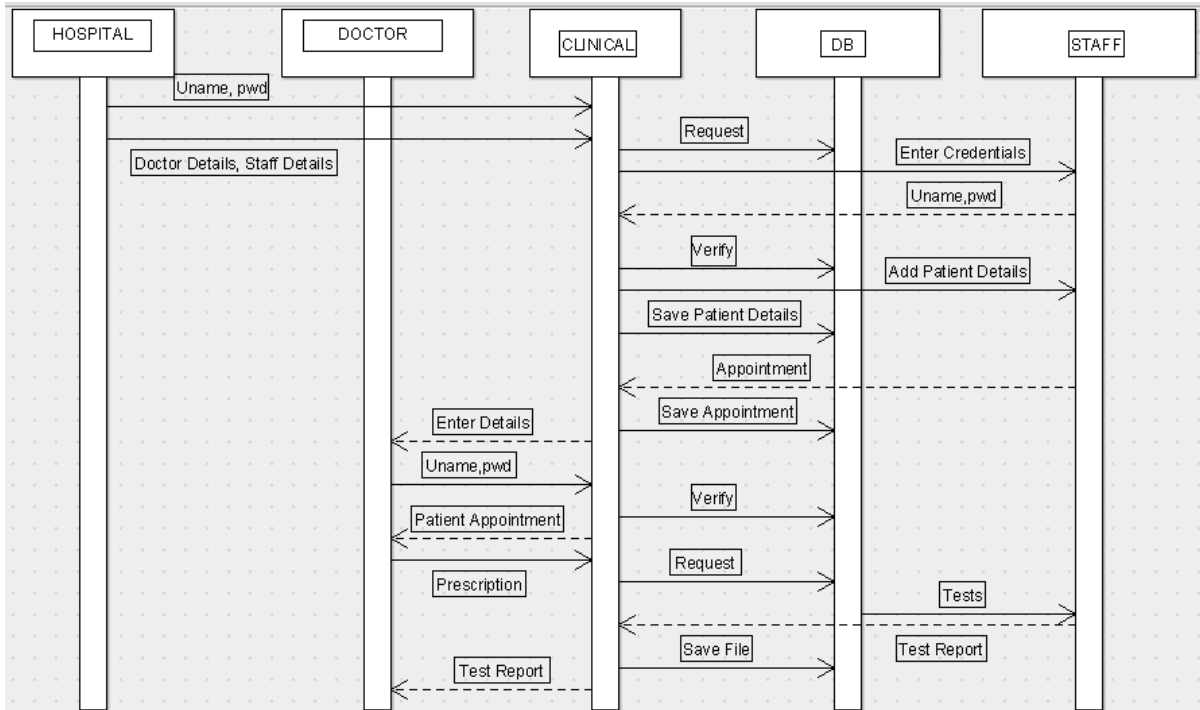 HOSPITAL
DOCTOR
CLINICAL
DB
STAFF
Uname, pwd
Request
Doctor Details, Staff Details
Enter Credentials
Uname,pwd
Verify
Add Patient Details
Save Patient Details
Appointment
Save Appointment
Enter Details
Uname,pwd
Verify
Patient Appointment
Request
Prescription
Tests
Save File
Test Report
Test Report